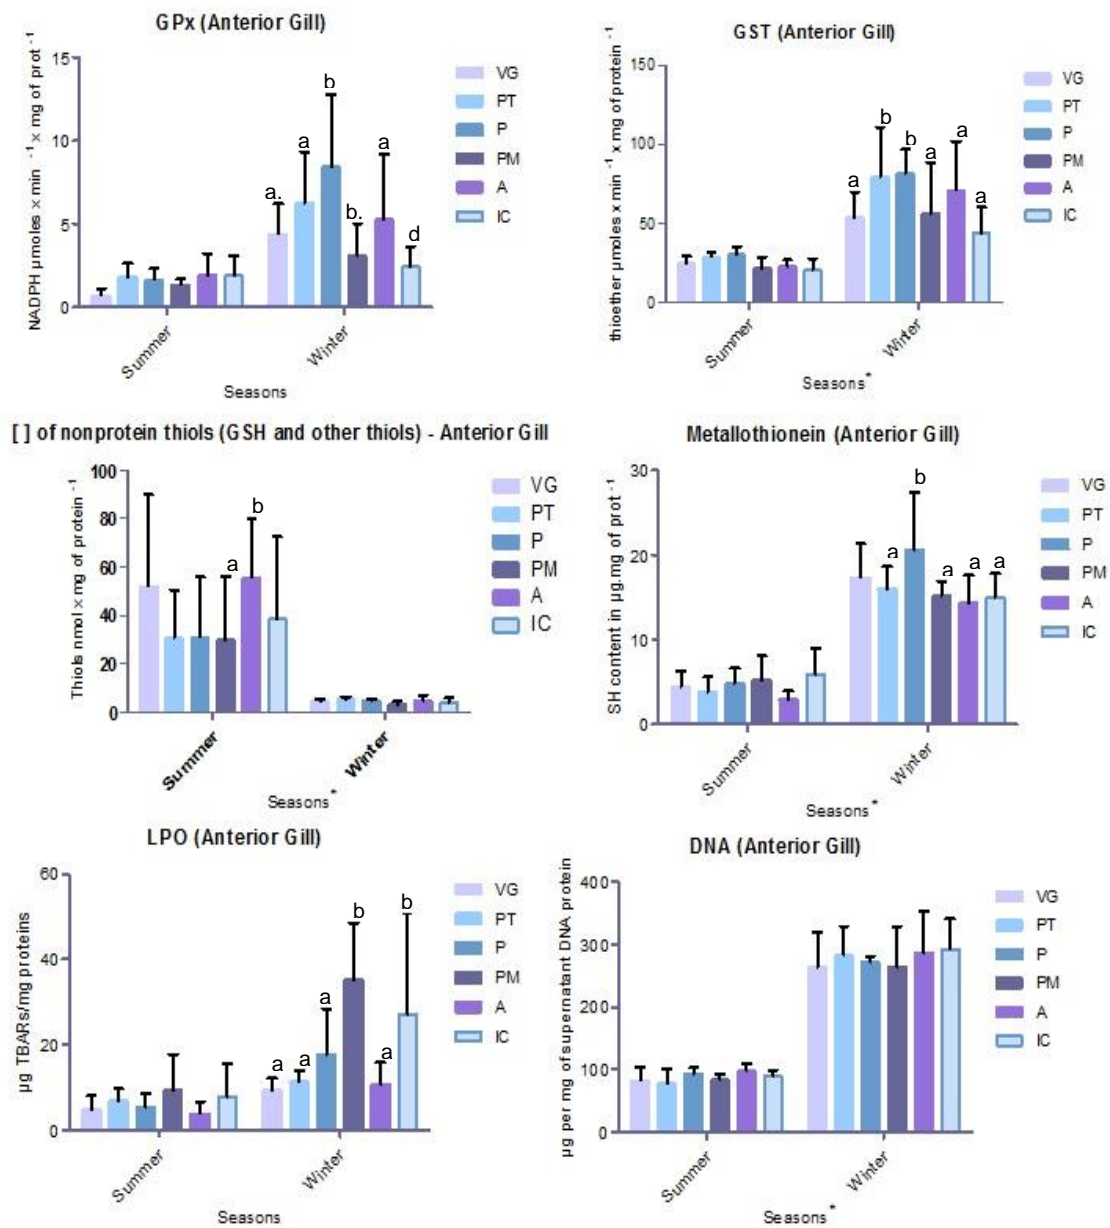 GPx (Anterior Gill)
NADPH µmoles x min ⁻¹ x mg of prot ⁻¹
15
10
5
0
a.
a
b
b.
a
d
Summer
Winter
Seasons
VG
PT
P
PM
A
IC
GST (Anterior Gill)
thioether µmoles x min ⁻¹ x mg of protein ⁻¹
150
100
50
0
a
b
b
a
a
a
Summer
Winter
Seasons*
VG
PT
P
PM
A
IC
[ ] of nonprotein thiols (GSH and other thiols) - Anterior Gill
Thiols nmol x mg of protein ⁻¹
100
80
60
40
20
0
a
b
Summer
Winter
Seasons*
VG
PT
P
PM
A
IC
Metallothionein (Anterior Gill)
SH content in µg.mg of prot ⁻¹
30
20
10
0
a
b
a
a
a
Summer
Winter
Seasons*
VG
PT
P
PM
A
IC
LPO (Anterior Gill)
µg TBARs/mg proteins
60
40
20
0
a
a
a
b
a
b
Summer
Winter
Seasons
VG
PT
P
PM
A
IC
DNA (Anterior Gill)
µg per mg of supernatant DNA protein
400
300
200
100
0
Summer
Winter
Seasons*
VG
PT
P
PM
A
IC